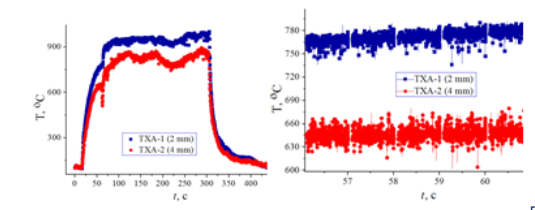 T, °C
900
600
300
TXA-1 (2 mm)
TXA-2 (4 mm)
0 50 100 150 200 250 300 350 400
t, c
T, °C
780
750
720
690
660
630
600
TXA-1 (2 mm)
TXA-2 (4 mm)
57 58 59 60
t, c